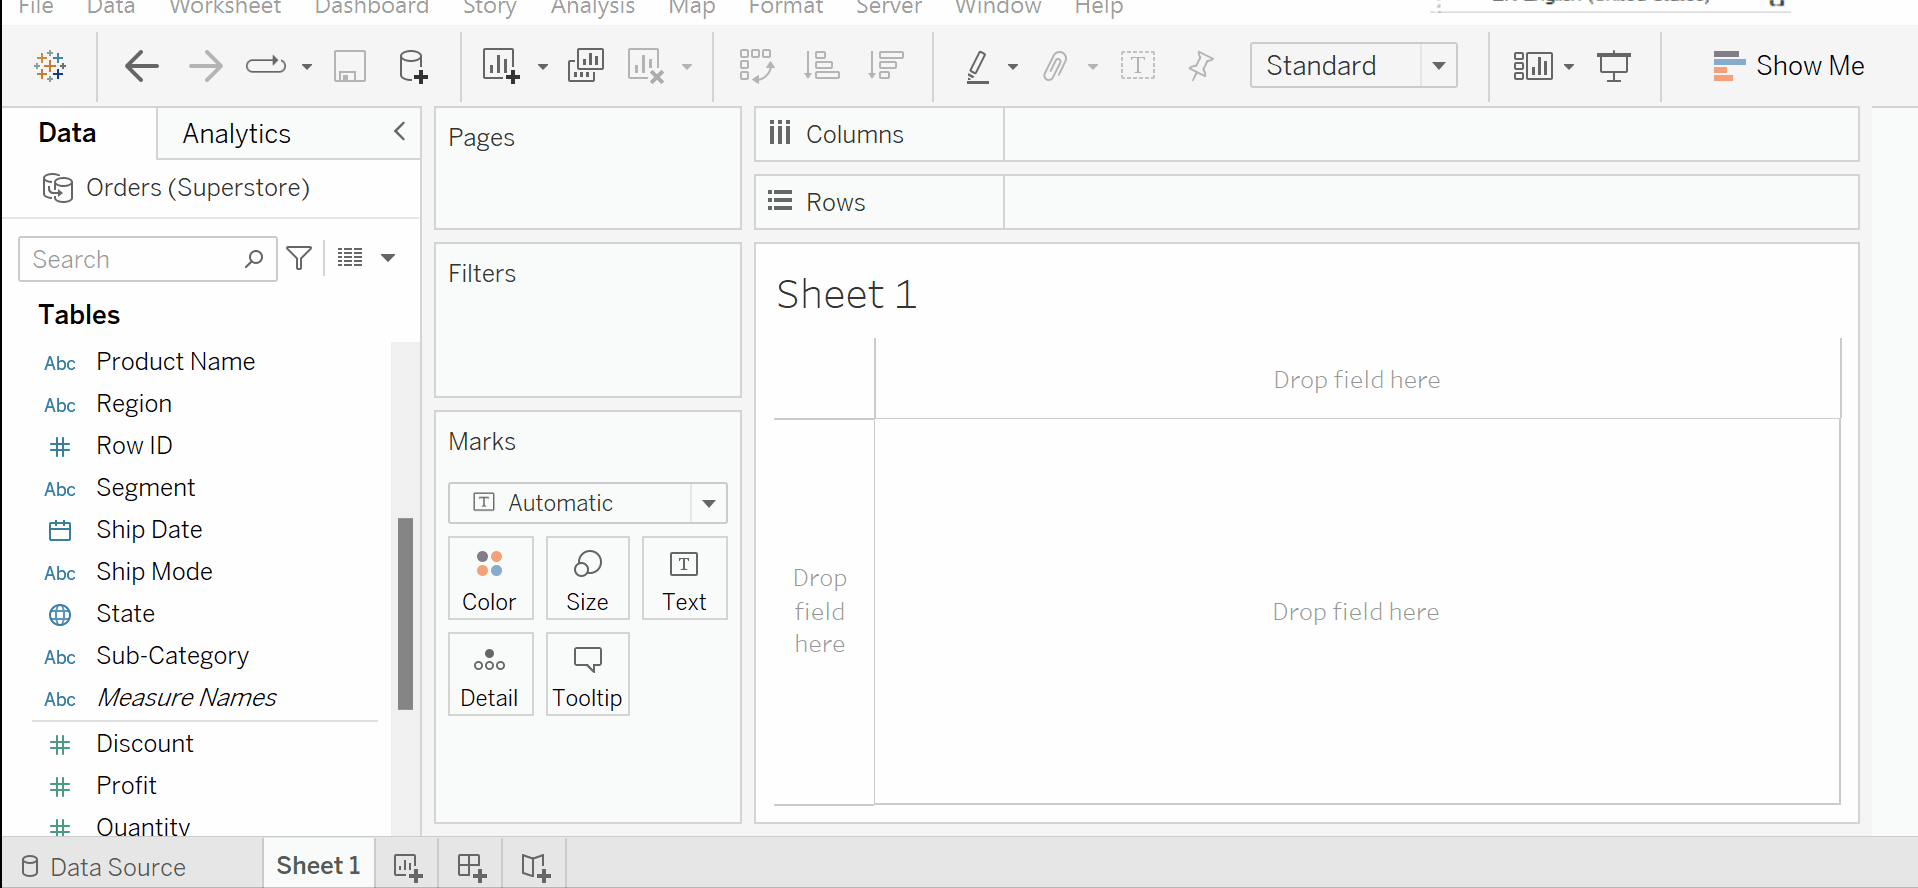 File Data Worksheet Dashboard Story Analysis Map Format Server Window Help
Standard
Show Me
Data
Analytics
Orders (Superstore)
Search
Tables
Abc Product Name
Abc Region
Row ID
Abc Segment
Ship Date
Abc Ship Mode
State
Abc Sub-Category
Abc Measure Names
Discount
Profit
Quantity
Pages
Filters
Marks
T Automatic
Color
Size
T
Text
Detail
Tooltip
Columns
Rows
Sheet 1
Drop field here
Drop
field
here
Drop field here
Data Source
Sheet 1